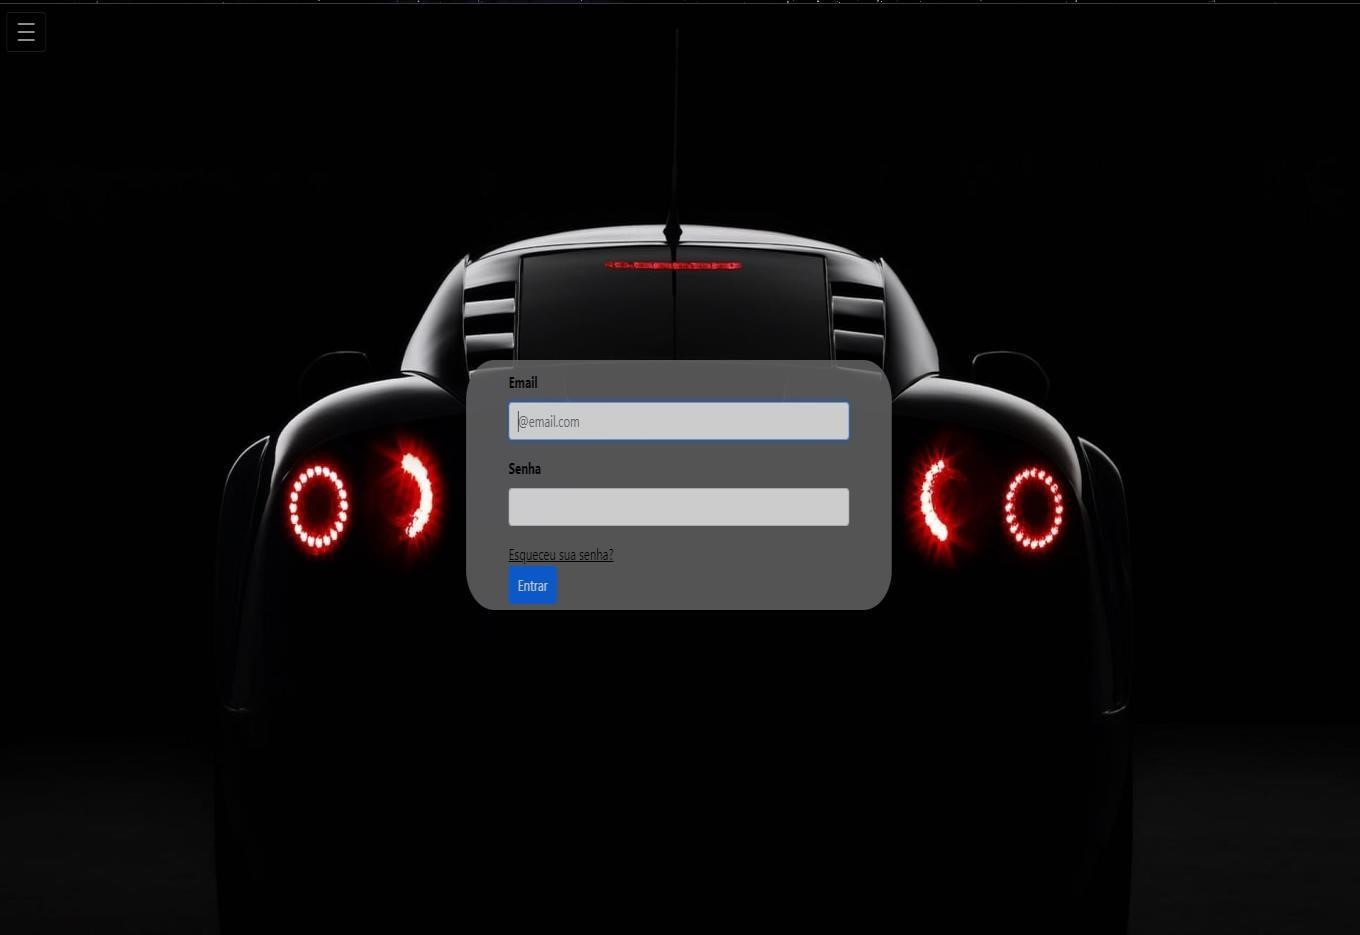 Email
@email.com
Senha
Esqueceu sua senha?
Entrar